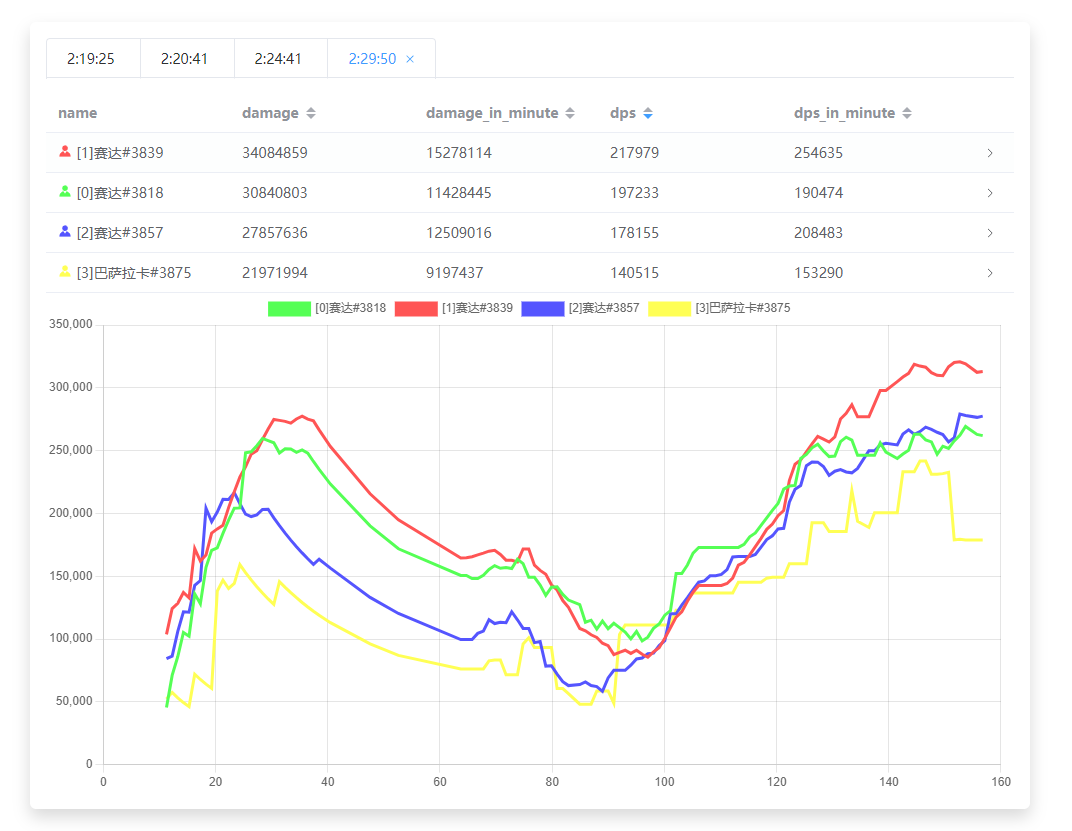 2:19:25 2:20:41 2:24:41 2:29:50 ×
name damage damage_in_minute dps dps_in_minute
[1]赛达#3839 34084859 15278114 217979 254635
[0]赛达#3818 30840803 11428445 197233 190474
[2]赛达#3857 27857636 12509016 178155 208483
[3]巴萨拉卡#3875 21971994 9197437 140515 153290
[0]赛达#3818 [1]赛达#3839 [2]赛达#3857 [3]巴萨拉卡#3875
350,000
300,000
250,000
200,000
150,000
100,000
50,000
0
0 20 40 60 80 100 120 140 160